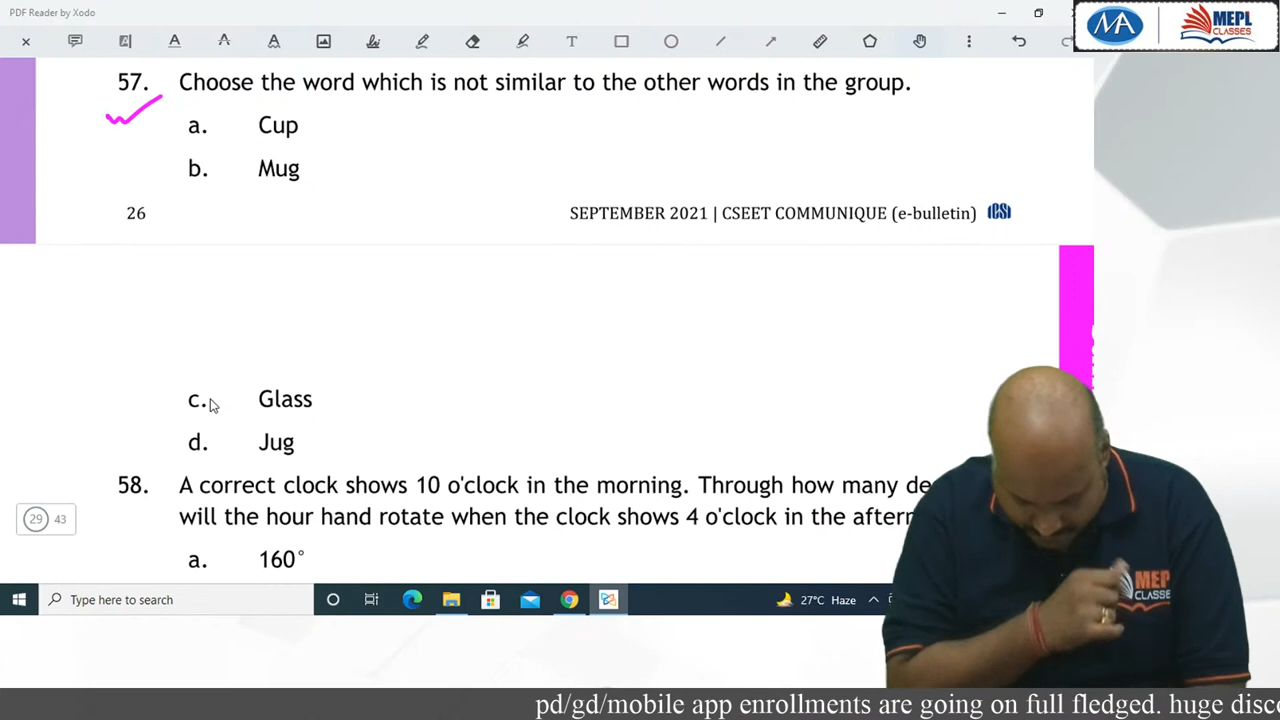 PDF Reader by Xodo
MA
MEPL
CLASSES
57. Choose the word which is not similar to the other words in the group.
a. Cup
b. Mug
26
SEPTEMBER 2021 | CSEET COMMUNIQUE (e-bulletin)
c. Glass
d. Jug
58. A correct clock shows 10 o'clock in the morning. Through how many de
will the hour hand rotate when the clock shows 4 o'clock in the aftern
29 43
a. 160°
MEP
CLASSES
Type here to search
27°C Haze
pd/gd/mobile app enrollments are going on full fledged. huge disc